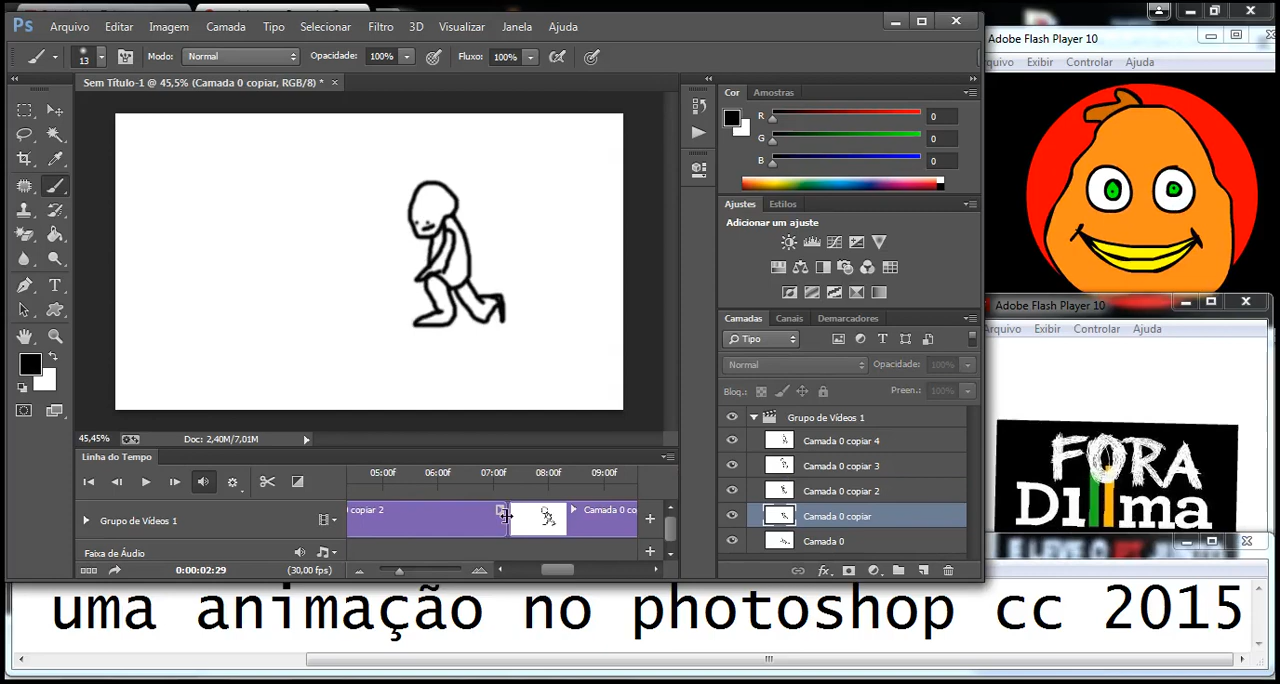 Ps Arquivo Editar Imagem Camada Tipo Selecionar Filtro 3D Visualizar Janela Ajuda
13 Modo: Normal Opacidade: 100% Fluxo: 100%
Sem Título-1 @ 45,5% (Camada 0 copiar, RGB/8) * ×
Cor Amostras
R 0
G 0
B 0
Ajustes Estilos
Adicionar um ajuste
Camadas Canais Demarcadores
Tipo
Normal Opacidade: 100%
Bloq.: Preen.: 100%
Grupo de Vídeos 1
Camada 0 copiar 4
Camada 0 copiar 3
Camada 0 copiar 2
Camada 0 copiar
Camada 0
fx
45,45% Doc: 2,40M/7,01M
Linha do Tempo
05:00f 06:00f 07:00f 08:00f 09:00f
copiar 2 Camada 0 co
Grupo de Vídeos 1
Faixa de Áudio
0:00:02:29 (30,00 fps)
Adobe Flash Player 10
rquivo Exibir Controlar Ajuda
Adobe Flash Player 10
Arquivo Exibir Controlar Ajuda
FORA
D1lma
uma animação no photoshop cc 2015